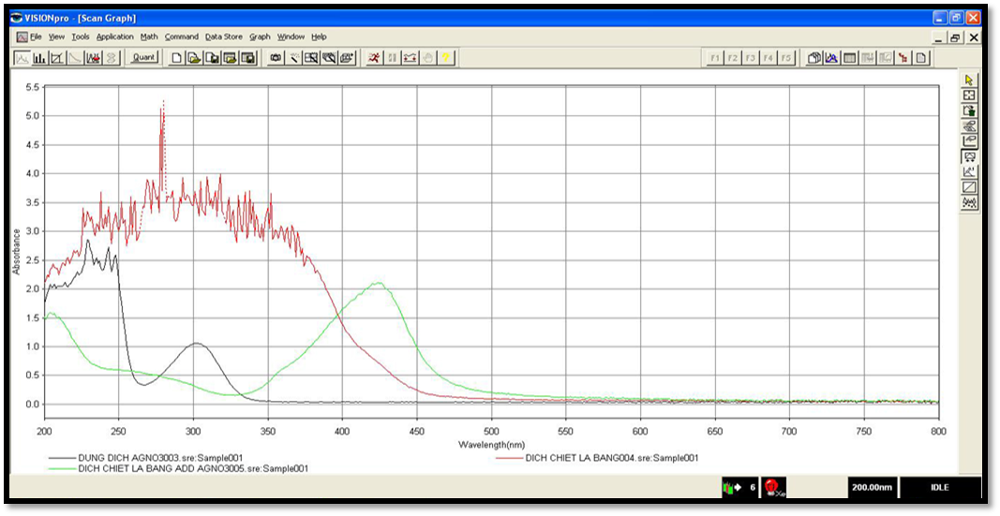 VISIONpro - [Scan Graph]
File View Tools Application Math Command Data Store Graph Window Help
Quant F1 F2 F3 F4 F5
5.5
5.0
4.5
4.0
3.5
3.0
2.5
2.0
1.5
1.0
0.5
0.0
Absorbance
200 250 300 350 400 450 500 550 600 650 700 750 800
Wavelength(nm)
DUNG DICH AGNO3003.sre:Sample001 DICH CHIET LA BANG004.sre:Sample001
DICH CHIET LA BANG ADD AGNO3005.sre:Sample001
6 Xe 200.00nm IDLE